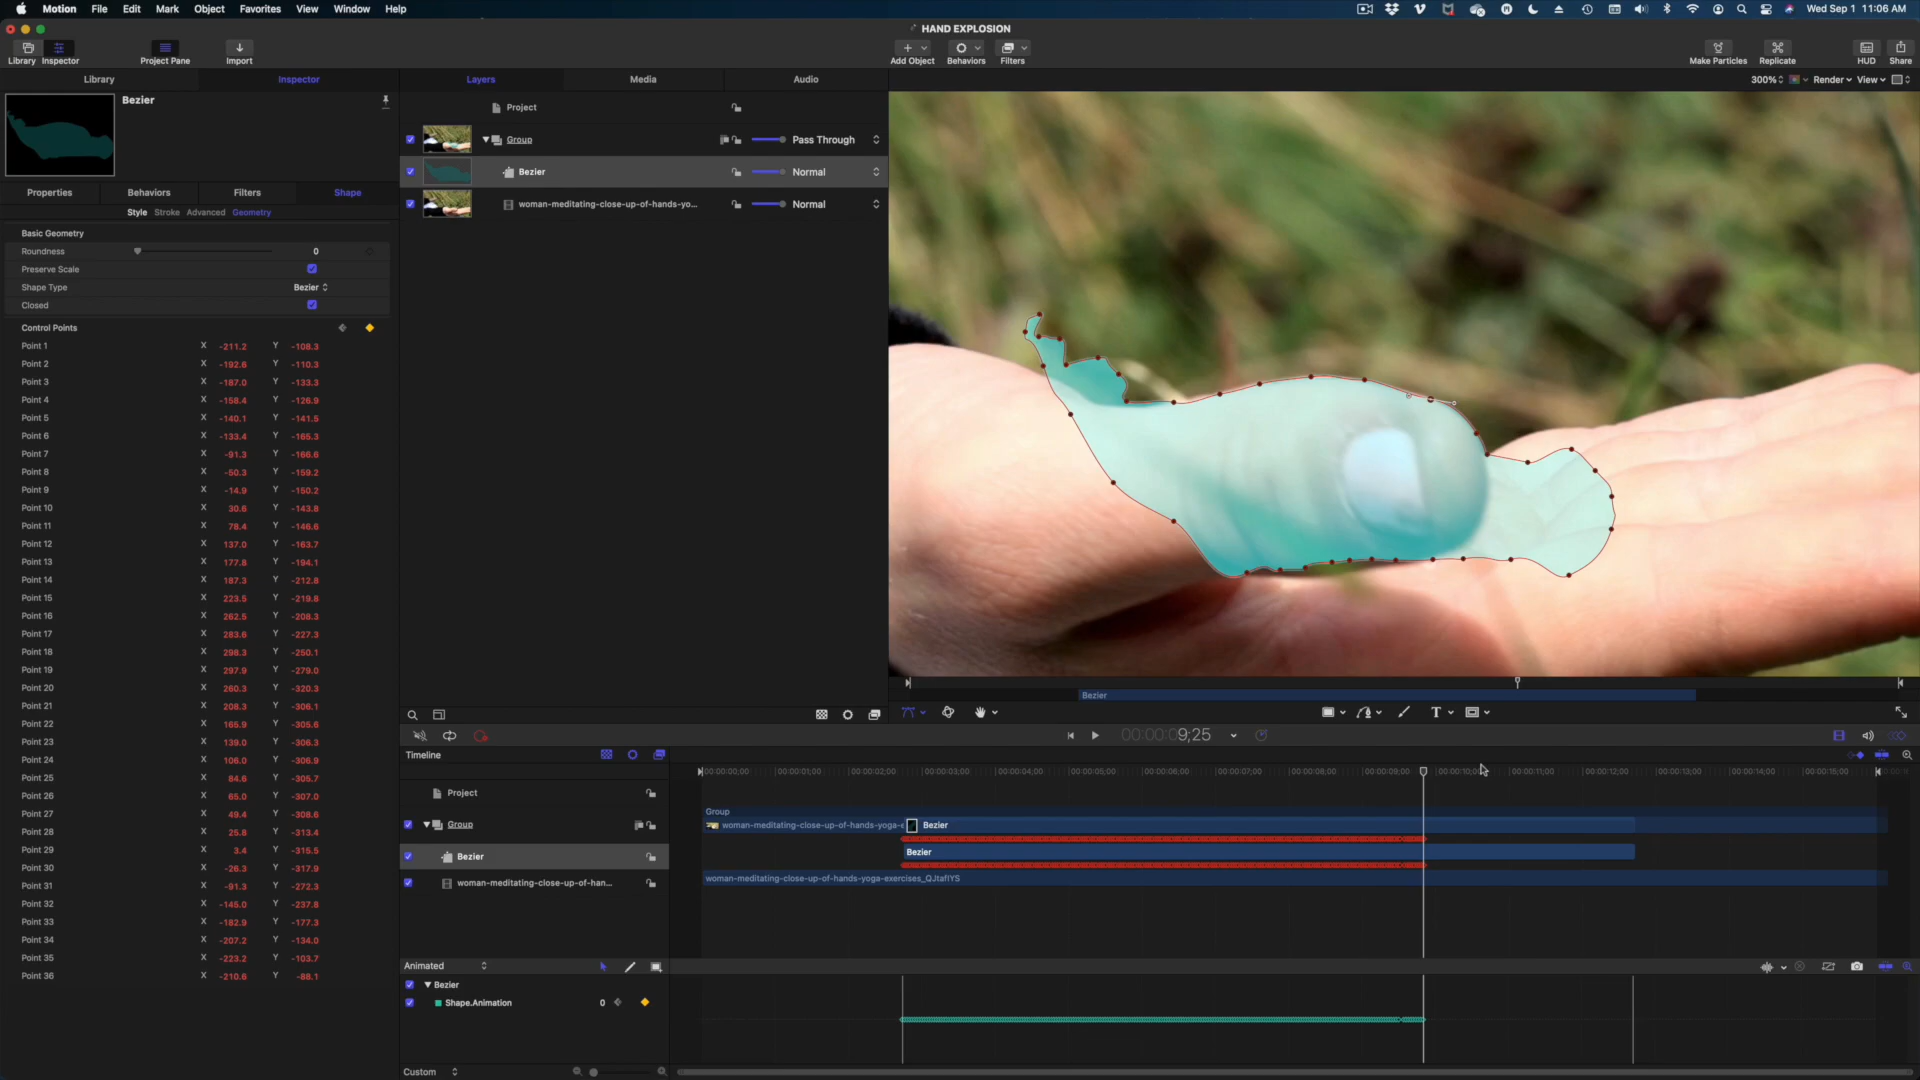 Motion File Edit Mark Object Favorites View Window Help
Wed Sep 1 11:06 AM
HAND EXPLOSION
Library Inspector Project Pane Import
Add Object Behaviors Filters
Make Particles Replicate HUD Share
Library Inspector
Layers Media Audio
300% Render View
Bezier
Project
Group Pass Through
Bezier Normal
woman-meditating-close-up-of-hands-yo... Normal
Properties Behaviors Filters Shape
Style Stroke Advanced Geometry
Basic Geometry
Roundness 0
Preserve Scale
Shape Type Bezier
Closed
Control Points
Point 1 X -211.2 Y -108.3
Point 2 X -192.6 Y -110.3
Point 3 X -187.0 Y -133.3
Point 4 X -158.4 Y -126.9
Point 5 X -140.1 Y -141.5
Point 6 X -133.4 Y -165.3
Point 7 X -91.3 Y -166.6
Point 8 X -50.3 Y -159.2
Point 9 X -14.9 Y -150.2
Point 10 X 30.6 Y -143.8
Point 11 X 78.4 Y -146.6
Point 12 X 137.0 Y -163.7
Point 13 X 177.8 Y -194.1
Point 14 X 187.3 Y -212.8
Point 15 X 223.5 Y -219.8
Point 16 X 262.5 Y -208.3
Point 17 X 283.6 Y -227.3
Point 18 X 298.3 Y -250.1
Point 19 X 297.9 Y -279.0
Point 20 X 260.3 Y -320.3
Point 21 X 208.3 Y -306.1
Point 22 X 165.9 Y -305.6
Point 23 X 139.0 Y -306.3
Point 24 X 106.0 Y -306.9
Point 25 X 84.6 Y -305.7
Point 26 X 65.0 Y -307.0
Point 27 X 49.4 Y -308.6
Point 28 X 25.8 Y -313.4
Point 29 X 3.4 Y -315.5
Point 30 X -26.3 Y -317.9
Point 31 X -91.3 Y -272.3
Point 32 X -145.0 Y -237.8
Point 33 X -182.9 Y -177.3
Point 34 X -207.2 Y -134.0
Point 35 X -223.2 Y -103.7
Point 36 X -210.6 Y -88.1
Bezier
T
00:00:09;25
Timeline
00:00:00;00 00:00:01;00 00:00:02;00 00:00:03;00 00:00:04;00 00:00:05;00 00:00:06;00 00:00:07;00 00:00:08;00 00:00:09;00 00:00:10;00 00:00:11;00 00:00:12;00 00:00:13;00 00:00:14;00 00:00:15;00
Project
Group
Group
woman-meditating-close-up-of-hands-yoga-e Bezier
Bezier
Bezier
woman-meditating-close-up-of-han...
woman-meditating-close-up-of-hands-yoga-exercises_QJtafIYS
Animated
Bezier
Shape.Animation 0
Custom